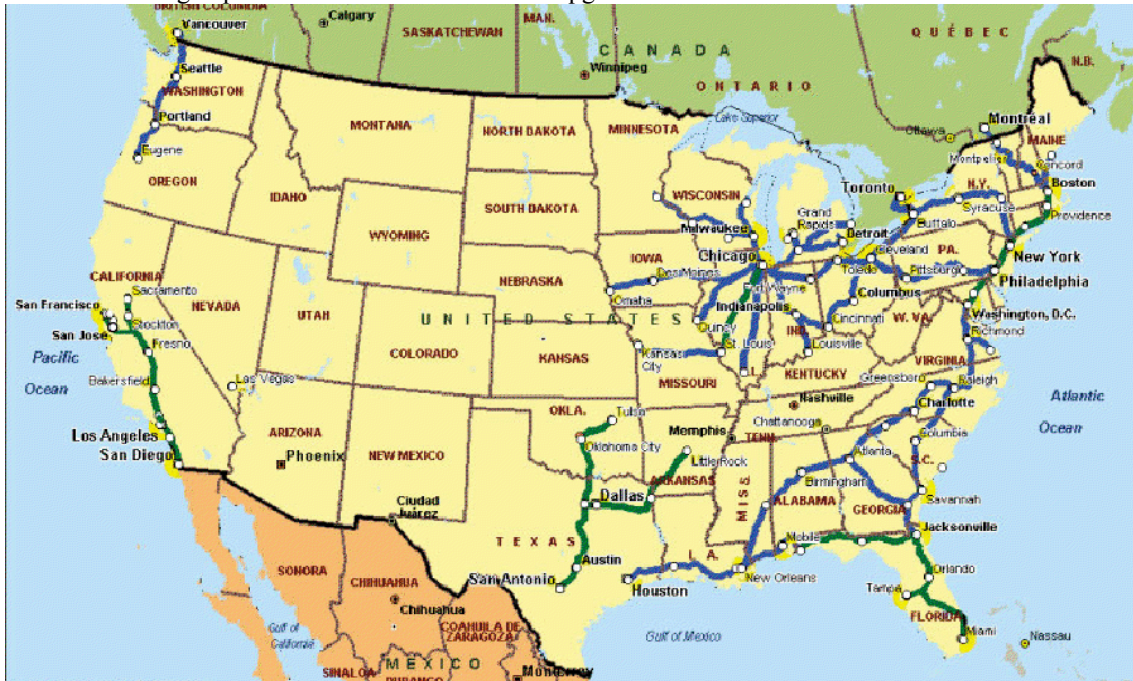 BRITISH COLUMBIA
Calgary
SASKATCHEWAN
MAN.
QUÉBEC
Vancouver
CANADA
N.B.
Winnipeg
ONTARIO
Seattle
WASHINGTON
Lake Superior
Montréal
Ottawa
MAINE
Portland
MONTANA
NORTH DAKOTA
MINNESOTA
Montpelier
Concord
Eugene
OREGON
IDAHO
SOUTH DAKOTA
WISCONSIN
Toronto
N.Y.
Boston
Buffalo
Syracuse
Providence
WYOMING
Milwaukee
Grand
Rapids
Detroit
Cleveland
New York
IOWA
Chicago
Toledo
PA.
Pittsburg
Philadelphia
CALIFORNIA
Sacramento
NEVADA
NEBRASKA
Des Moines
Omaha
Fort Wayne
Columbus
San Francisco
Stockton
UTAH
UNITED STATES
Indianapolis
Quincy
IND.
Cincinnati
W. VA.
Washington, D.C.
Richmond
San Jose
Fresno
COLORADO
KANSAS
Kansas
City
St. Louis
Louisville
VIRGINIA
Pacific
Ocean
Bakersfield
Las Vegas
MISSOURI
KENTUCKY
Greensboro
Raleigh
Atlantic
Ocean
OKLA.
Tulsa
Nashville
Charlotte
Los Angeles
ARIZONA
Oklahoma City
Memphis
TENN.
Chattanooga
Columbia
San Diego
Phoenix
NEW MEXICO
Little Rock
ARKANSAS
Atlanta
S.C.
Birmingham
Dallas
MISS.
ALABAMA
GEORGIA
Savannah
Ciudad
Juárez
TEXAS
Mobile
Jacksonville
SONORA
Austin
L A.
CHIHUAHUA
San Antonio
Houston
New Orleans
Orlando
Tampa
Chihuahua
FLORIDA
Gulf of
California
COAHUILA DE
ZARAGOZA
Gulf of Mexico
Miami
Nassau
MEXICO
SINALOA
DURANGO
Monterrey